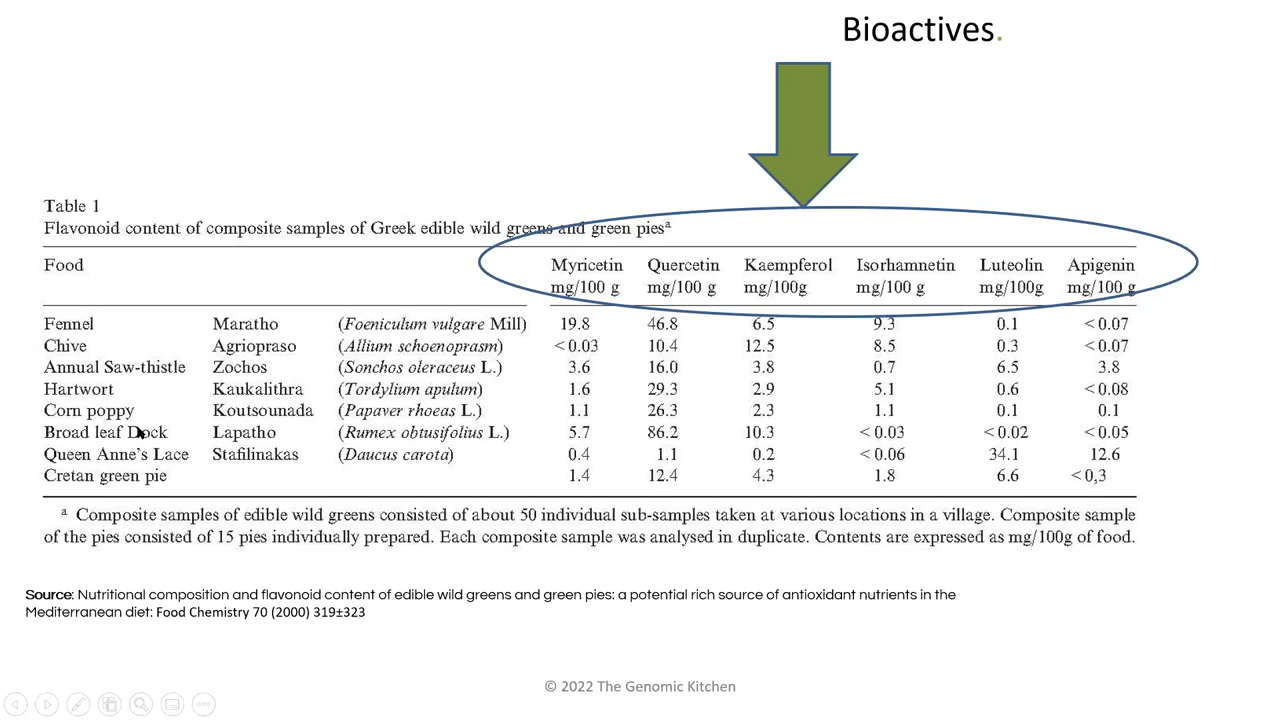 Bioactives.
Table 1
Flavonoid content of composite samples of Greek edible wild greens and green piesª
Food Myricetin Quercetin Kaempferol Isorhamnetin Luteolin Apigenin
mg/100 g mg/100 g mg/100g mg/100 g mg/100g mg/100 g
Fennel Maratho (Foeniculum vulgare Mill) 19.8 46.8 6.5 9.3 0.1 <0.07
Chive Agriopraso (Allium schoenoprasm) <0.03 10.4 12.5 8.5 0.3 <0.07
Annual Saw-thistle Zochos (Sonchos oleraceus L.) 3.6 16.0 3.8 0.7 6.5 3.8
Hartwort Kaukalithra (Tordylium apulum) 1.6 29.3 2.9 5.1 0.6 <0.08
Corn poppy Koutsounada (Papaver rhoeas L.) 1.1 26.3 2.3 1.1 0.1 0.1
Broad leaf Dock Lapatho (Rumex obtusifolius L.) 5.7 86.2 10.3 <0.03 <0.02 <0.05
Queen Anne's Lace Stafilinakas (Daucus carota) 0.4 1.1 0.2 <0.06 34.1 12.6
Cretan green pie 1.4 12.4 4.3 1.8 6.6 <0,3
ª Composite samples of edible wild greens consisted of about 50 individual sub-samples taken at various locations in a village. Composite sample
of the pies consisted of 15 pies individually prepared. Each composite sample was analysed in duplicate. Contents are expressed as mg/100g of food.
Source: Nutritional composition and flavonoid content of edible wild greens and green pies: a potential rich source of antioxidant nutrients in the
Mediterranean diet: Food Chemistry 70 (2000) 319±323
© 2022 The Genomic Kitchen